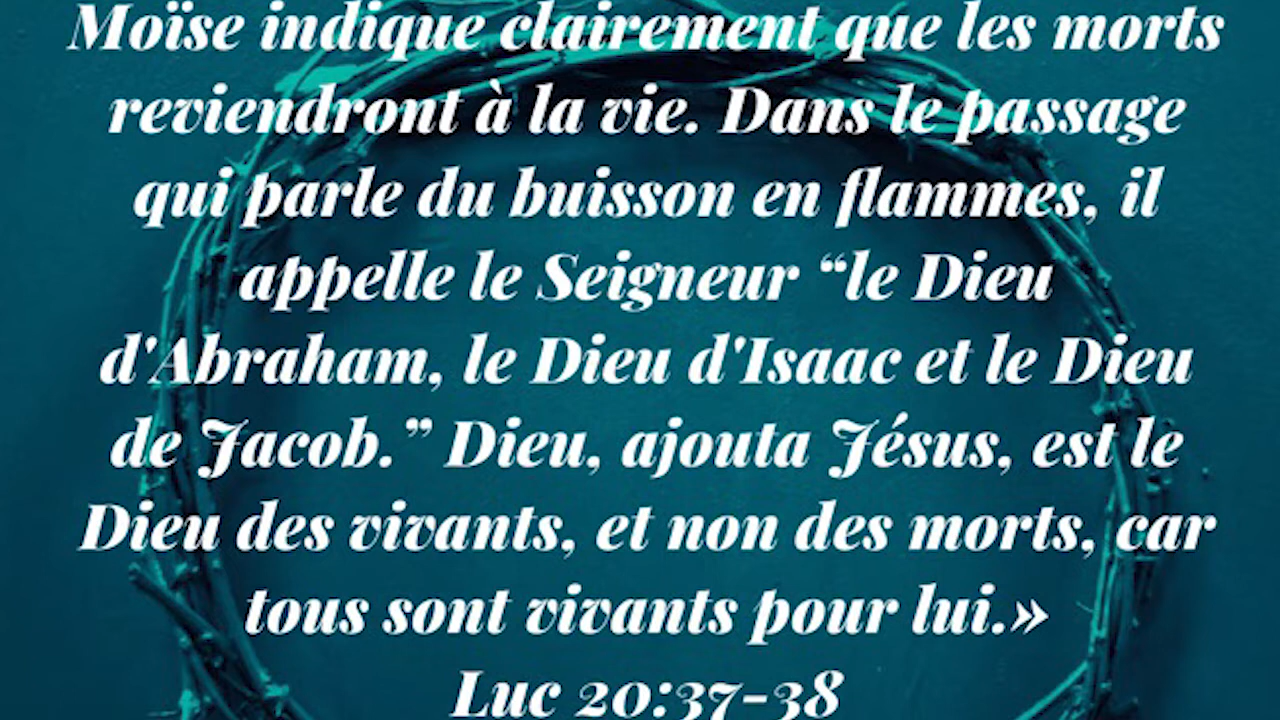 Moïse indique clairement que les morts
reviendront à la vie. Dans le passage
qui parle du buisson en flammes, il
appelle le Seigneur “le Dieu
d'Abraham, le Dieu d'Isaac et le Dieu
de Jacob.” Dieu, ajouta Jésus, est le
Dieu des vivants, et non des morts, car
tous sont vivants pour lui.»
Luc 20:37-38